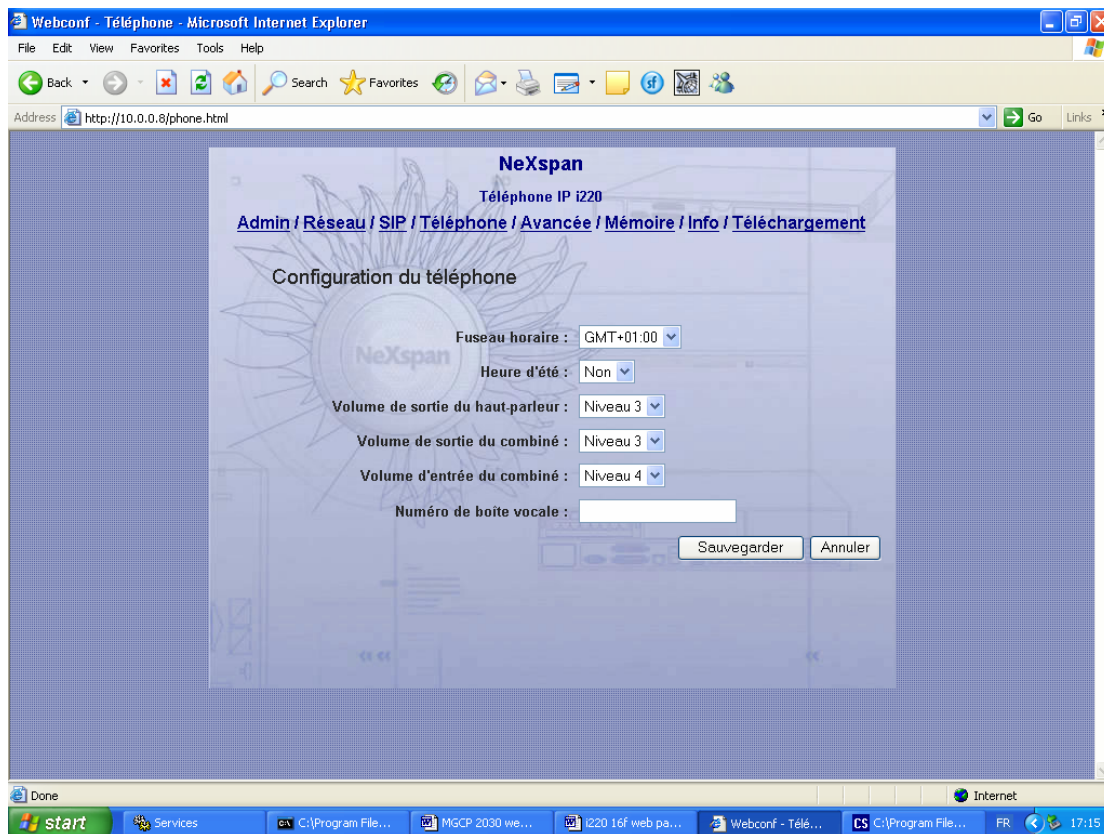 Webconf - Téléphone - Microsoft Internet Explorer
File Edit View Favorites Tools Help
Back Search Favorites
Address http://10.0.0.8/phone.html Go Links
NeXspan
Téléphone IP i220
Admin / Réseau / SIP / Téléphone / Avancée / Mémoire / Info / Téléchargement
Configuration du téléphone
NeXspan
Fuseau horaire : GMT+01:00
Heure d'été : Non
Volume de sortie du haut-parleur : Niveau 3
Volume de sortie du combiné : Niveau 3
Volume d'entrée du combiné : Niveau 4
Numéro de boîte vocale :
Sauvegarder Annuler
Done Internet
start Services C:\Program File... MGCP 2030 we... i220 16f web pa... Webconf - Télé... CS C:\Program File... FR 17:15